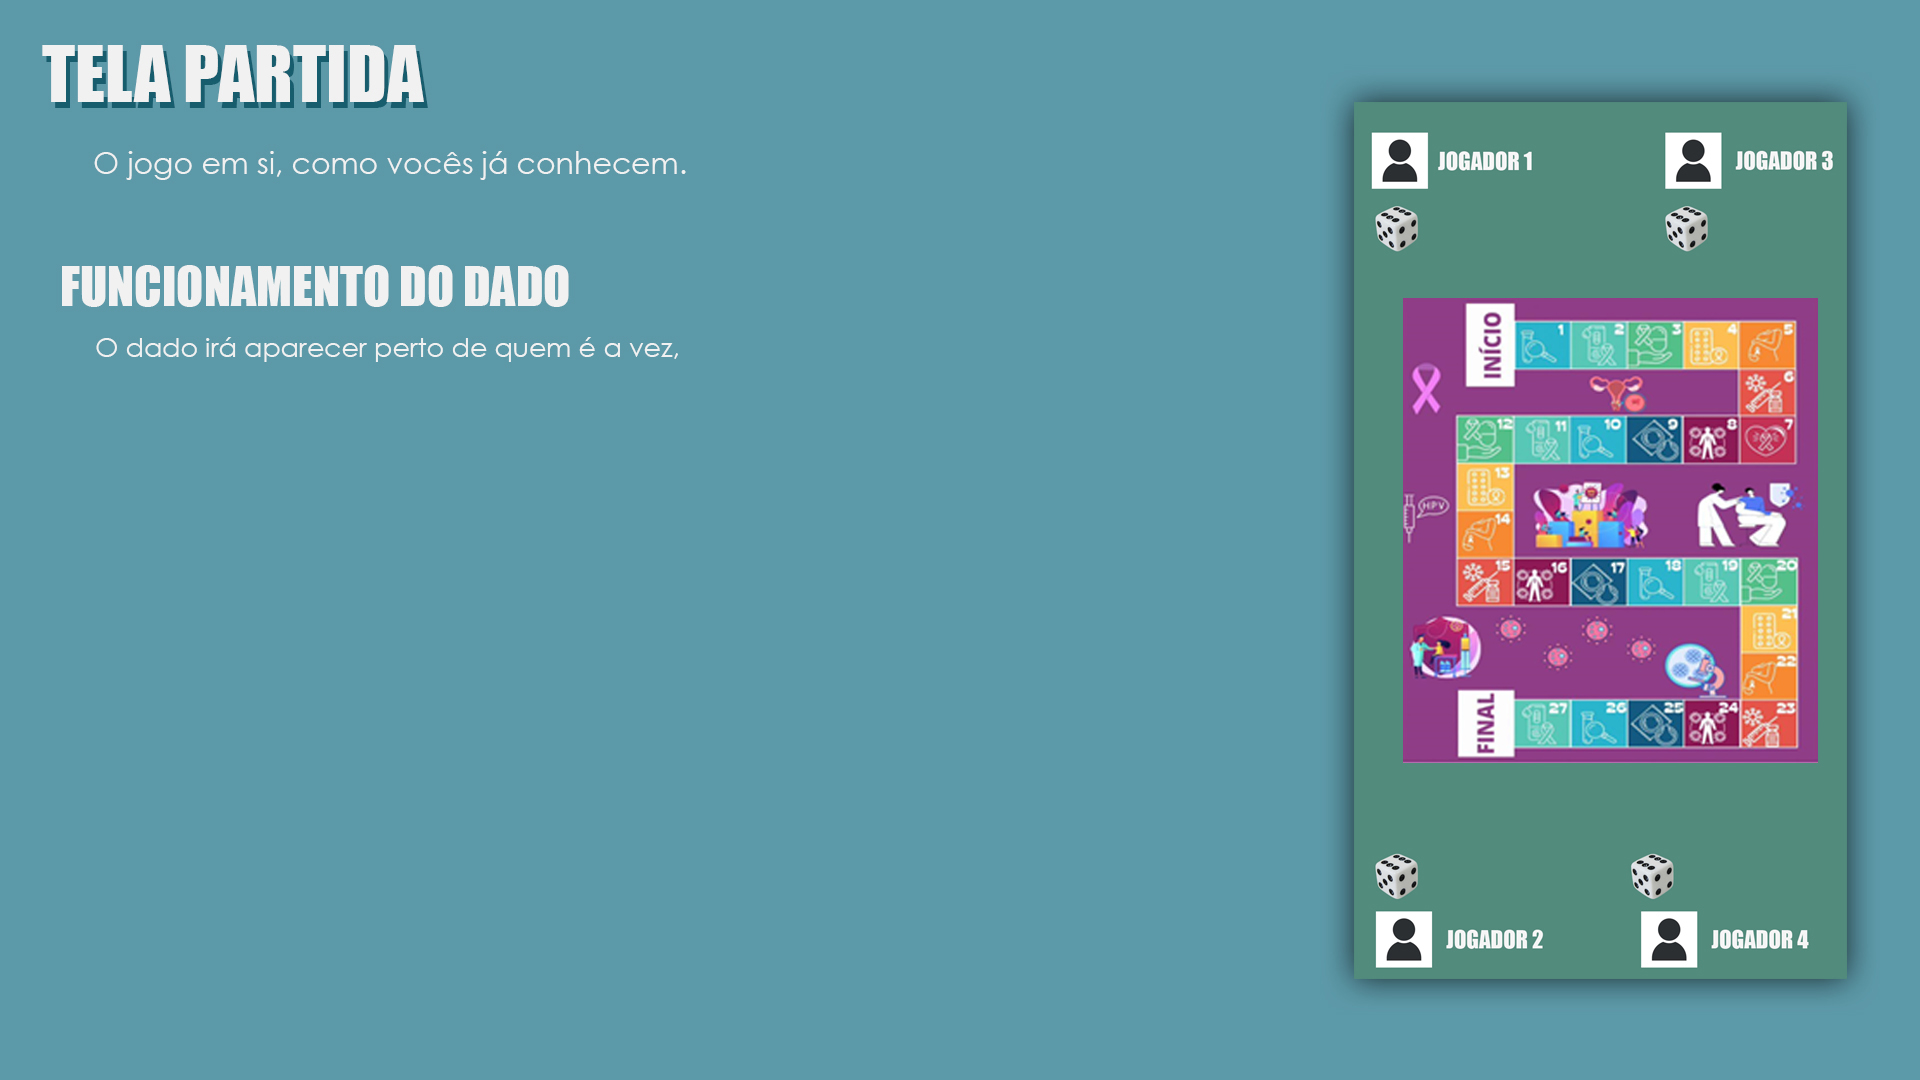 TELA PARTIDA
O jogo em si, como vocês já conhecem.
FUNCIONAMENTO DO DADO
O dado irá aparecer perto de quem é a vez,
JOGADOR 1
JOGADOR 3
INÍCIO
1 2 3 4 5
6
12 11 10 9 8 7
13
HPV
14
15 16 17 18 19 20
21
22
FINAL
27 26 25 24 23
JOGADOR 2
JOGADOR 4